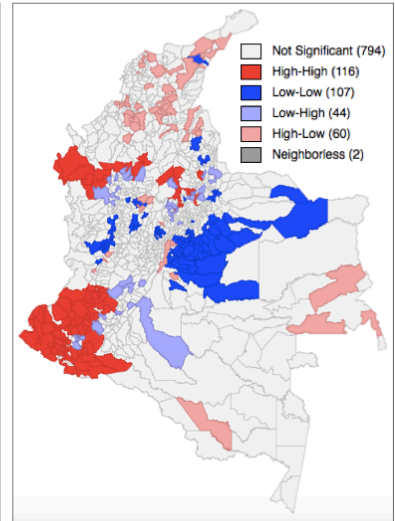 Not Significant (794)
High-High (116)
Low-Low (107)
Low-High (44)
High-Low (60)
Neighborless (2)